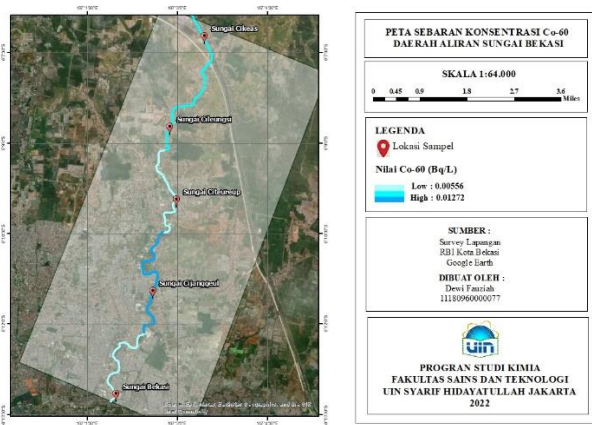 Sungai Cikeas
Sungai Cileungsi
Sungai Citeureup
Sungai Cijanggeul
Sungai Bekasi
PETA SEBARAN KONSENTRASI Co-60
DAERAH ALIRAN SUNGAI BEKASI
SKALA 1:64.000
0 0,45 0,9 1,8 2,7 3,6
Miles
LEGENDA
Lokasi Sampel
Nilai Co-60 (Bq/L)
Low : 0.00556
High : 0.01272
SUMBER :
Survey Lapangan
RBI Kota Bekasi
Google Earth
DIBUAT OLEH :
Dewi Fauziah
11180960000077
uin
PROGRAN STUDI KIMIA
FAKULTAS SAINS DAN TEKNOLOGI
UIN SYARIF HIDAYATULLAH JAKARTA
2022